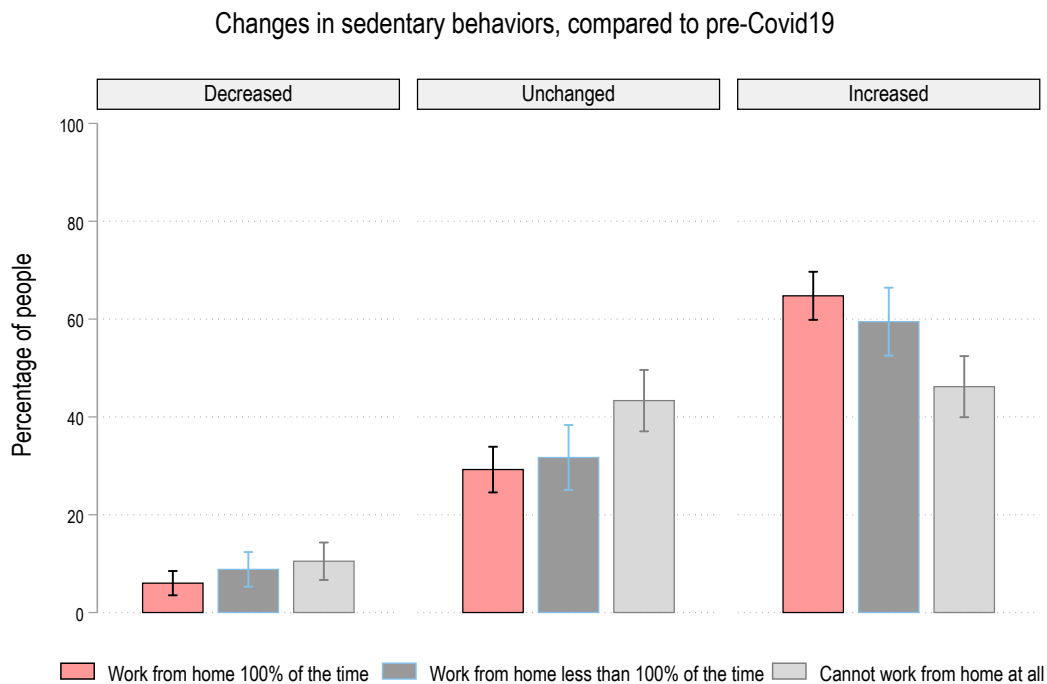 Changes in sedentary behaviors, compared to pre-Covid19
Decreased
Unchanged
Increased
Percentage of people
100
80
60
40
20
0
Work from home 100% of the time
Work from home less than 100% of the time
Cannot work from home at all